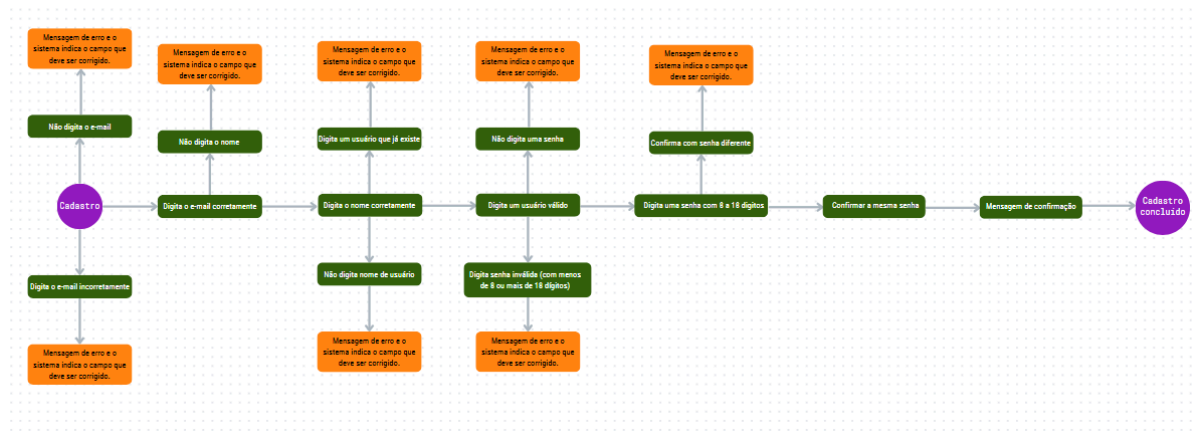 Mensagem de erro e o
sistema indica o campo que
deve ser corrigido.
Mensagem de erro e o
sistema indica o campo que
deve ser corrigido.
Mensagem de erro e o
sistema indica o campo que
deve ser corrigido.
Mensagem de erro e o
sistema indica o campo que
deve ser corrigido.
Mensagem de erro e o
sistema indica o campo que
deve ser corrigido.
Não digita o e-mail
Não digita o nome
Digita um usuário que já existe
Não digita uma senha
Confirma com senha diferente
Cadastro
Digita o e-mail corretamente
Digita o nome corretamente
Digita um usuário válido
Digita uma senha com 8 a 18 dígitos
Confirmar a mesma senha
Mensagem de confirmação
Cadastro
concluído
Digita o e-mail incorretamente
Não digita nome de usuário
Digita senha inválida (com menos
de 8 ou mais de 18 dígitos)
Mensagem de erro e o
sistema indica o campo que
deve ser corrigido.
Mensagem de erro e o
sistema indica o campo que
deve ser corrigido.
Mensagem de erro e o
sistema indica o campo que
deve ser corrigido.